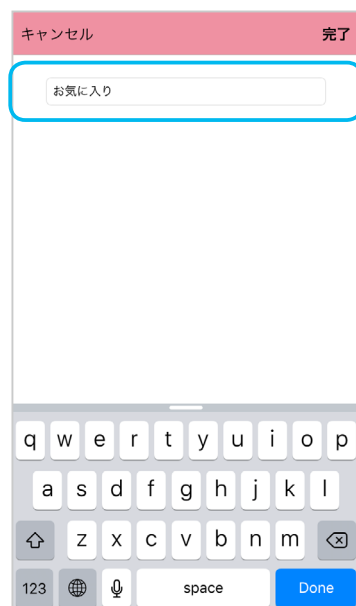 キャンセル 完了
お気に入り
q w e r t y u i o p
a s d f g h j k l
z x c v b n m
123 space Done